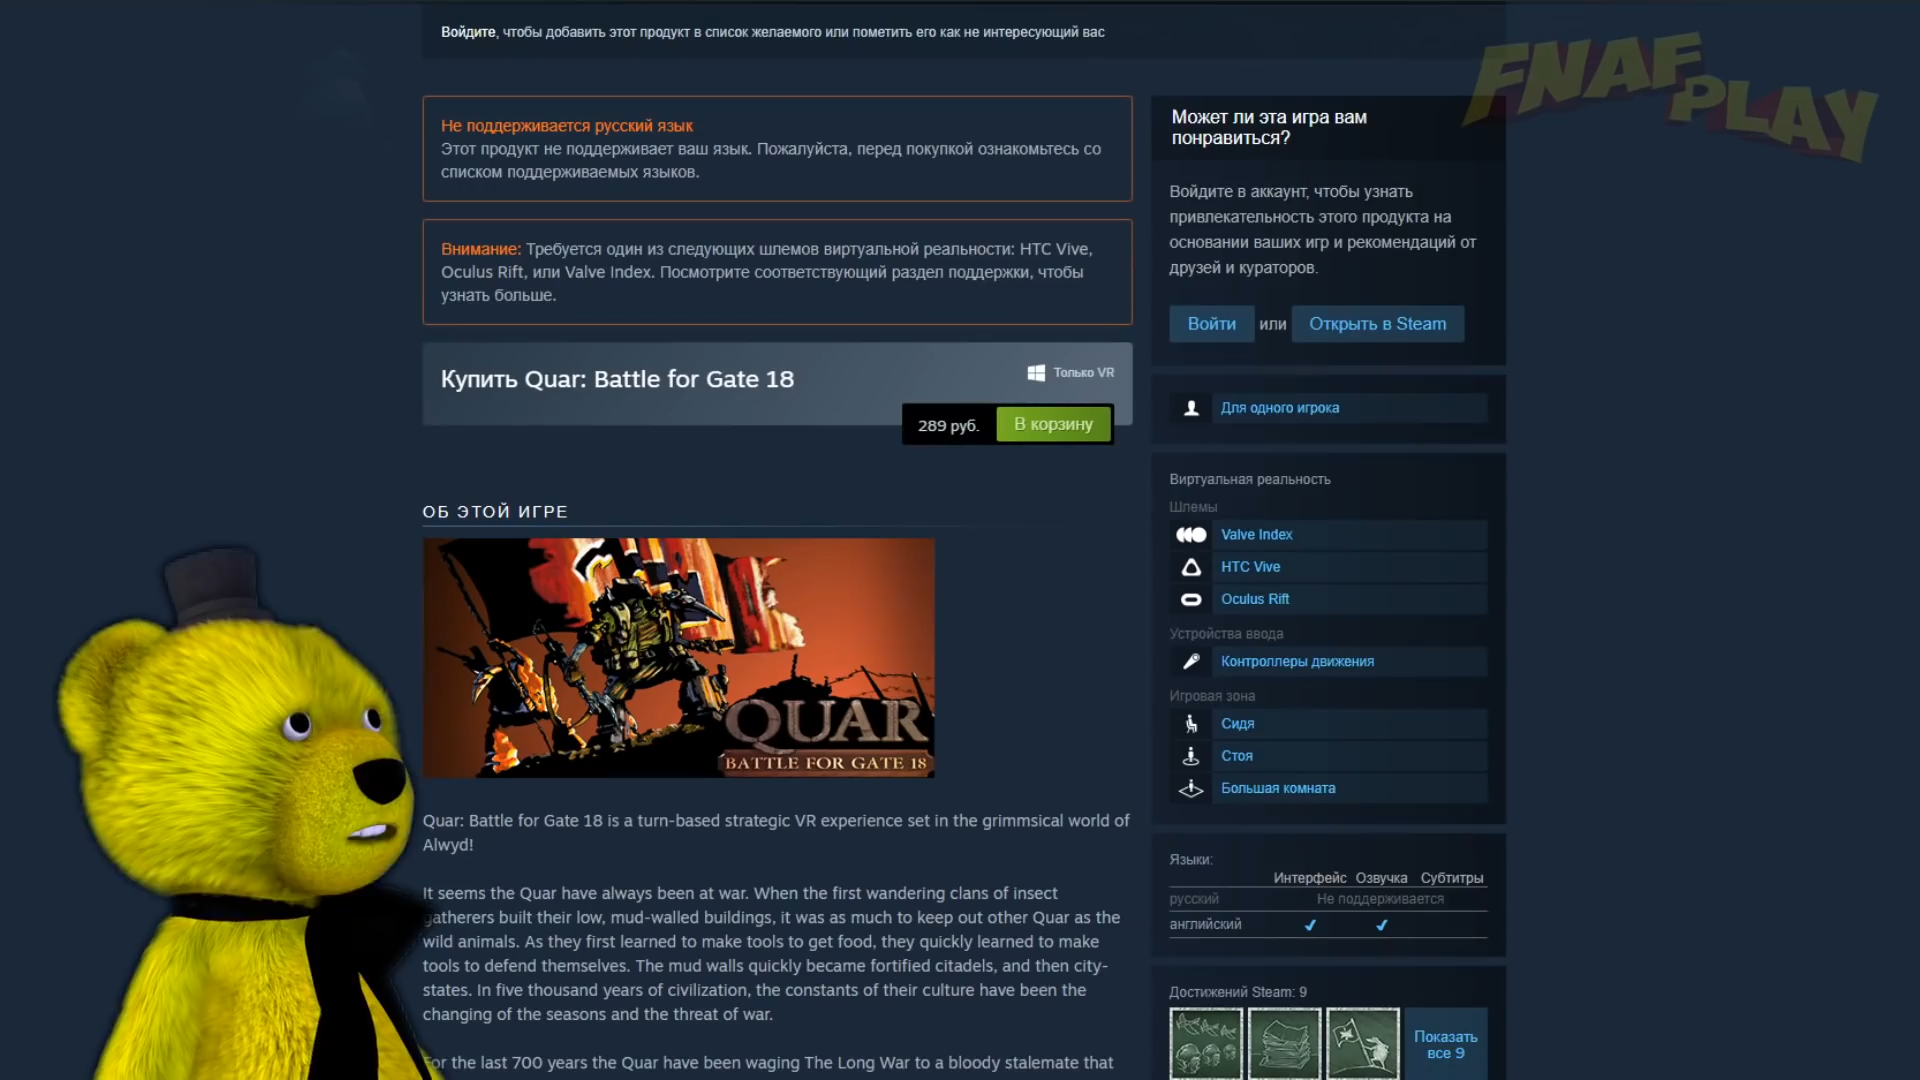 Войдите, чтобы добавить этот продукт в список желаемого или пометить его как не интересующий вас
FNAF PLAY
Не поддерживается русский язык
Этот продукт не поддерживает ваш язык. Пожалуйста, перед покупкой ознакомьтесь со
списком поддерживаемых языков.
Внимание: Требуется один из следующих шлемов виртуальной реальности: HTC Vive,
Oculus Rift, или Valve Index. Посмотрите соответствующий раздел поддержки, чтобы
узнать больше.
Купить Quar: Battle for Gate 18
Только VR
289 руб.
В корзину
ОБ ЭТОЙ ИГРЕ
QUAR
BATTLE FOR GATE 18
Quar: Battle for Gate 18 is a turn-based strategic VR experience set in the grimmsical world of
Alwyd!
It seems the Quar have always been at war. When the first wandering clans of insect
gatherers built their low, mud-walled buildings, it was as much to keep out other Quar as the
wild animals. As they first learned to make tools to get food, they quickly learned to make
tools to defend themselves. The mud walls quickly became fortified citadels, and then city-
states. In five thousand years of civilization, the constants of their culture have been the
changing of the seasons and the threat of war.
For the last 700 years the Quar have been waging The Long War to a bloody stalemate that
Может ли эта игра вам
понравиться?
Войдите в аккаунт, чтобы узнать
привлекательность этого продукта на
основании ваших игр и рекомендаций от
друзей и кураторов.
Войти или Открыть в Steam
Для одного игрока
Виртуальная реальность
Шлемы
Valve Index
HTC Vive
Oculus Rift
Устройства ввода
Контроллеры движения
Игровая зона
Сидя
Стоя
Большая комната
Языки:
Интерфейс Озвучка Субтитры
русский Не поддерживается
английский ✔ ✔
Достижений Steam: 9
Показать
все 9